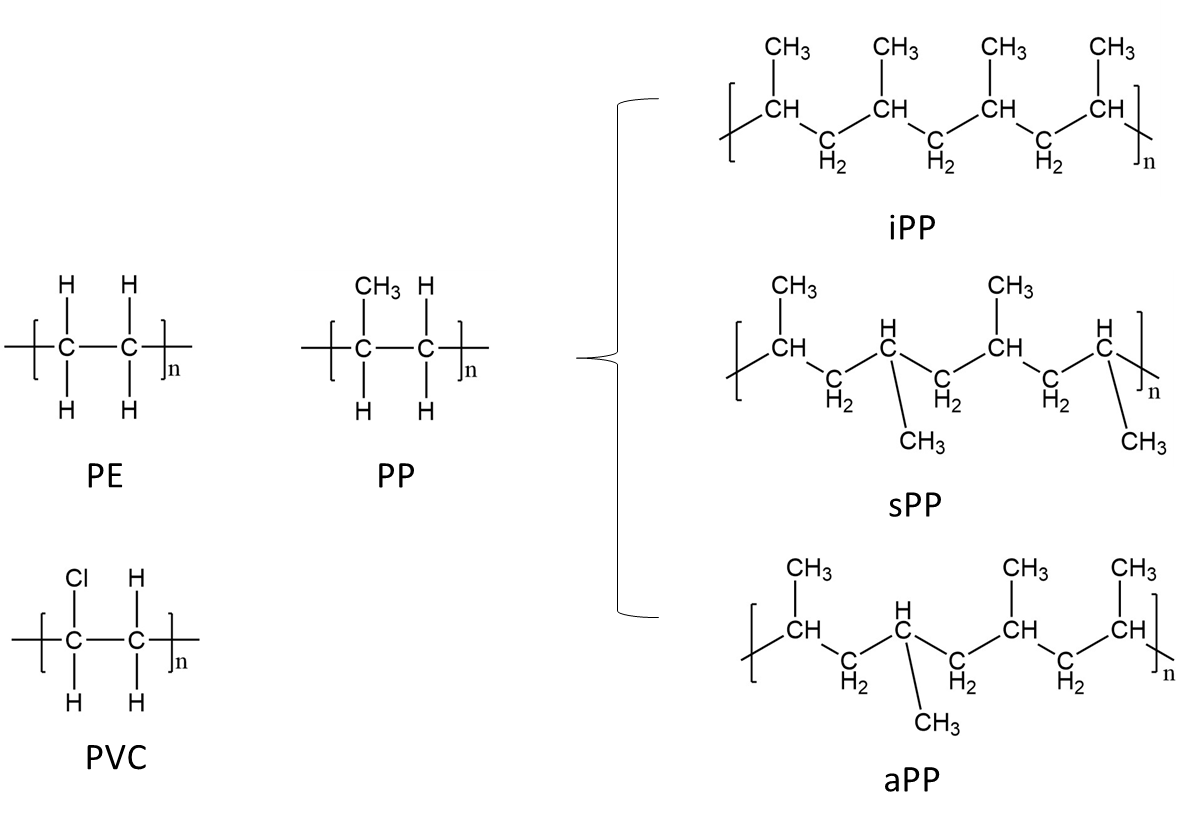 CH3 CH3 CH3 CH3
CH CH CH CH
C C C
H2 H2 H2
n
iPP
H H
C C
H H
n
PE
CH3 H
C C
H H
n
PP
CH3 CH3
H H
CH CH
C C
C C C
H2 H2 H2
n
CH3 CH3
sPP
Cl H
C C
H H
n
PVC
CH3 CH3 CH3
H
CH C CH CH
C C C
H2 H2 H2
n
CH3
aPP